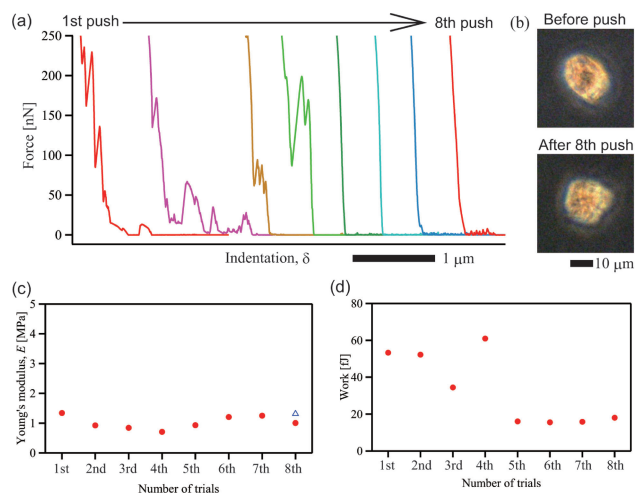 (a)
1st push
8th push
250
200
150
100
50
0
Force [nN]
Indentation, δ
1 μm
(b)
Before push
After 8th push
10 μm
(c)
5
4
3
2
1
0
Young's modulus, E [MPa]
1st 2nd 3rd 4th 5th 6th 7th 8th
Number of trials
(d)
80
60
40
20
0
Work [fJ]
1st 2nd 3rd 4th 5th 6th 7th 8th
Number of trials